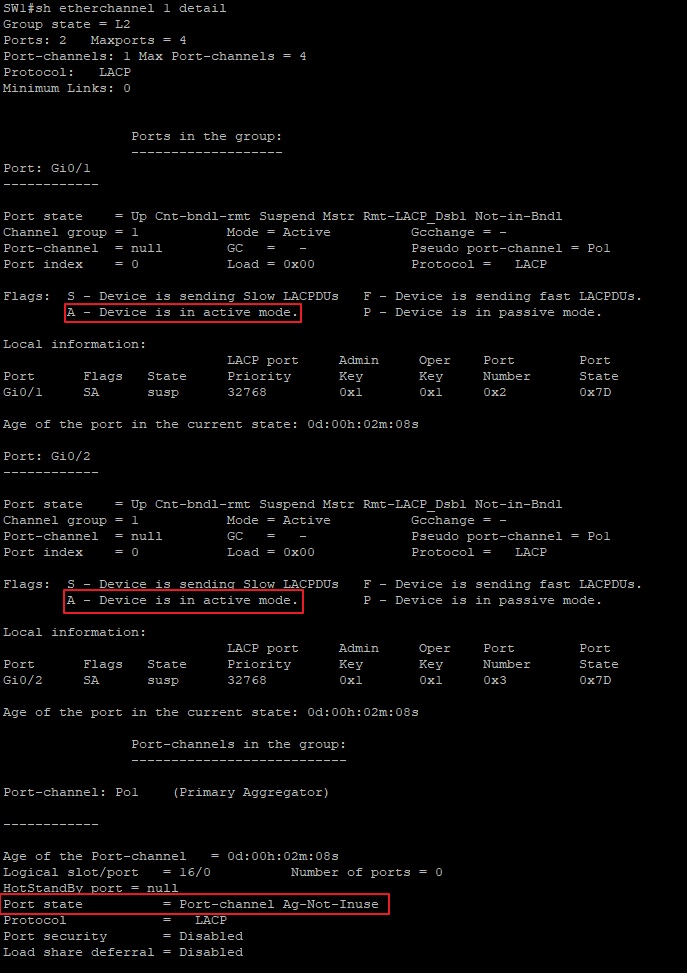 SW1#sh etherchannel 1 detail
Group state = L2
Ports: 2   Maxports = 4
Port-channels: 1 Max Port-channels = 4
Protocol:   LACP
Minimum Links: 0
Ports in the group:
-------------------
Port: Gi0/1
------------
Port state    = Up Cnt-bndl-rmt Suspend Mstr Rmt-LACP_Dsbl Not-in-Bndl
Channel group = 1           Mode = Active          Gcchange = -
Port-channel  = null        GC   =   -             Pseudo port-channel = Po1
Port index    = 0           Load = 0x00            Protocol =   LACP
Flags:  S - Device is sending Slow LACPDUs   F - Device is sending fast LACPDUs.
        A - Device is in active mode.        P - Device is in passive mode.
Local information:
                            LACP port     Admin     Oper    Port        Port
Port      Flags   State     Priority      Key       Key     Number      State
Gi0/1     SA      susp      32768         0x1       0x1     0x2         0x7D
Age of the port in the current state: 0d:00h:02m:08s
Port: Gi0/2
------------
Port state    = Up Cnt-bndl-rmt Suspend Mstr Rmt-LACP_Dsbl Not-in-Bndl
Channel group = 1           Mode = Active          Gcchange = -
Port-channel  = null        GC   =   -             Pseudo port-channel = Po1
Port index    = 0           Load = 0x00            Protocol =   LACP
Flags:  S - Device is sending Slow LACPDUs   F - Device is sending fast LACPDUs.
        A - Device is in active mode.        P - Device is in passive mode.
Local information:
                            LACP port     Admin     Oper    Port        Port
Port      Flags   State     Priority      Key       Key     Number      State
Gi0/2     SA      susp      32768         0x1       0x1     0x3         0x7D
Age of the port in the current state: 0d:00h:02m:08s
Port-channels in the group:
---------------------------
Port-channel: Po1    (Primary Aggregator)
------------
Age of the Port-channel   = 0d:00h:02m:08s
Logical slot/port   = 16/0          Number of ports = 0
HotStandBy port = null
Port state          = Port-channel Ag-Not-Inuse
Protocol            =   LACP
Port security       = Disabled
Load share deferral = Disabled